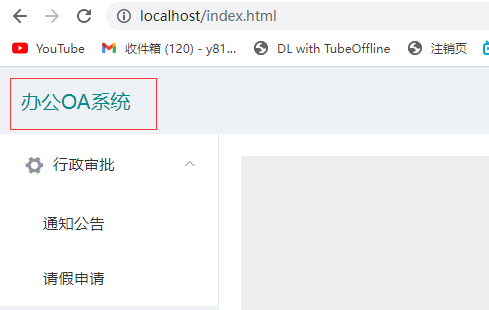 localhost/index.html
YouTube 收件箱 (120) - y81... DL with TubeOffline 注销页
办公OA系统
行政审批
通知公告
请假申请